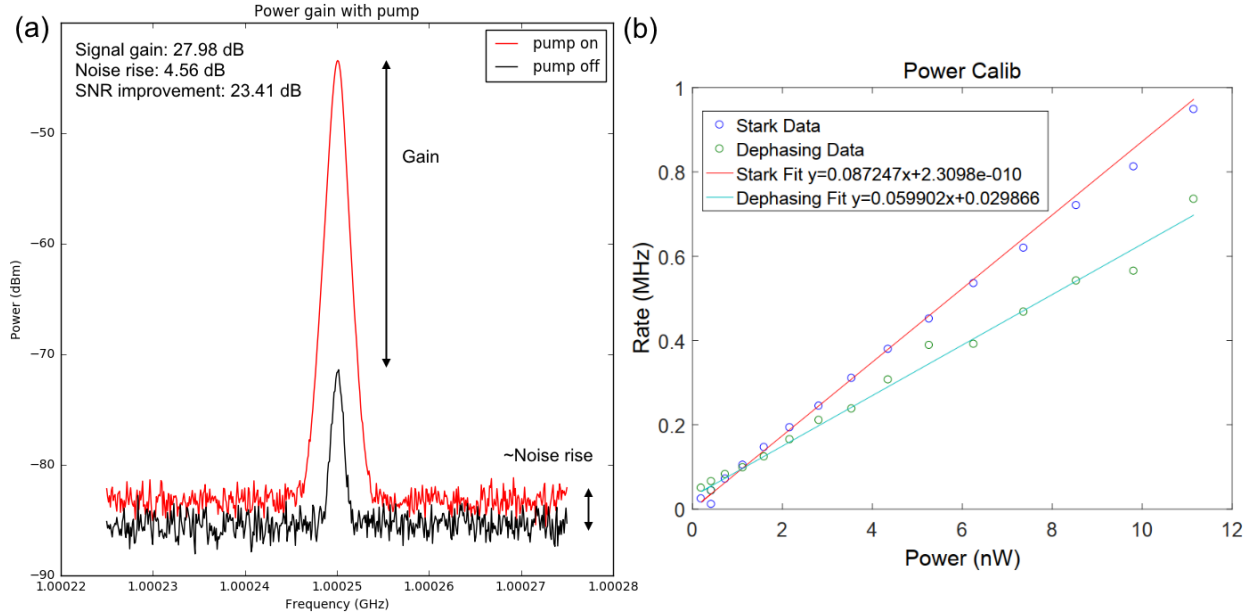 (a)
Power gain with pump
Signal gain: 27.98 dB
Noise rise: 4.56 dB
SNR improvement: 23.41 dB
pump on
pump off
Gain
~Noise rise
Power (dBm)
−50
−60
−70
−80
−90
1.00022
1.00023
1.00024
1.00025
1.00026
1.00027
1.00028
Frequency (GHz)
(b)
Power Calib
Stark Data
Dephasing Data
Stark Fit y=0.087247x+2.3098e-010
Dephasing Fit y=0.059902x+0.029866
Rate (MHz)
1
0.8
0.6
0.4
0.2
0
0
2
4
6
8
10
12
Power (nW)